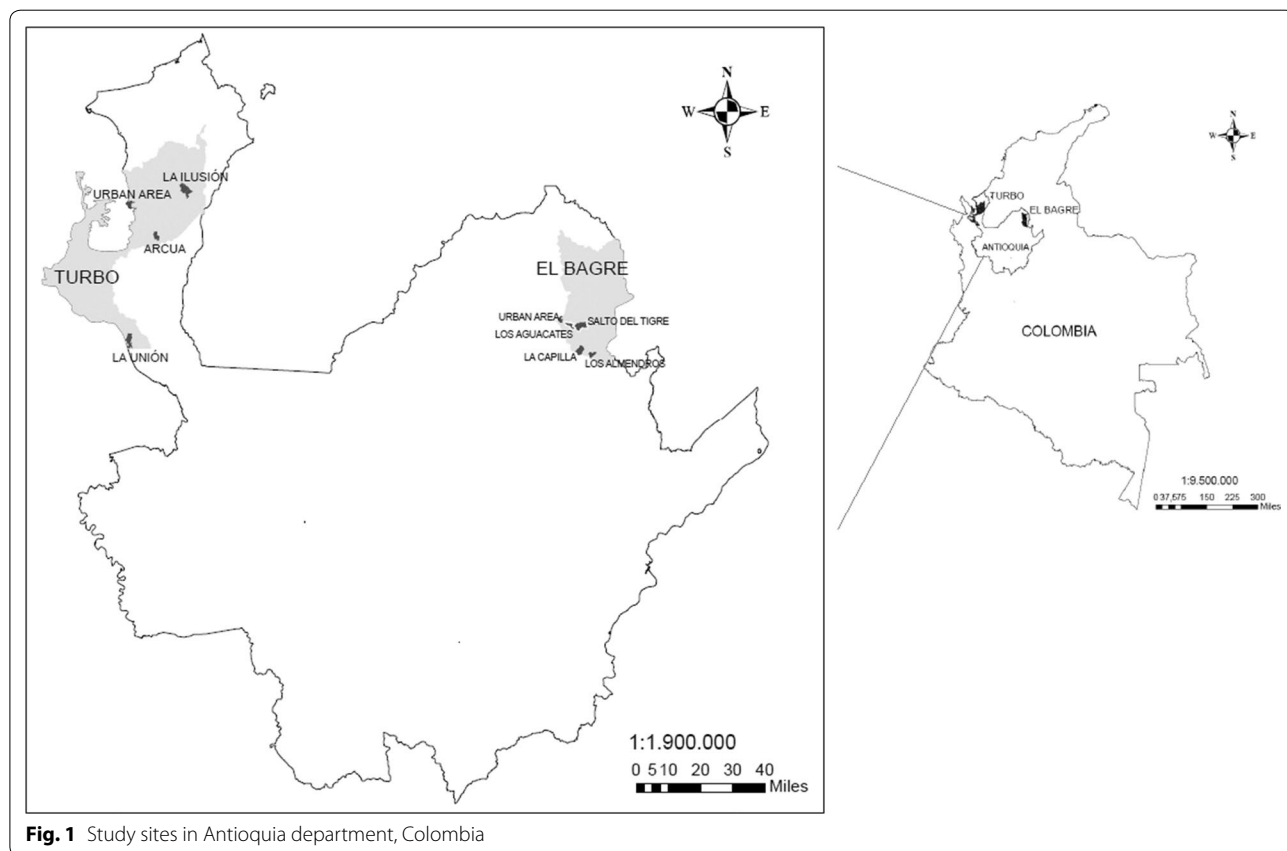 N
W E
S
LA ILUSIÓN
URBAN AREA
ARCUA
TURBO
LA UNIÓN
EL BAGRE
URBAN AREA
SALTO DEL TIGRE
LOS AGUACATES
LA CAPILLA
LOS ALMENDROS
1:1.900.000
0 5 10 20 30 40
Miles
N
W E
S
TURBO
EL BAGRE
ANTIOQUIA
COLOMBIA
1:9.500.000
0 37,575 150 225 300
Miles
Fig. 1 Study sites in Antioquia department, Colombia